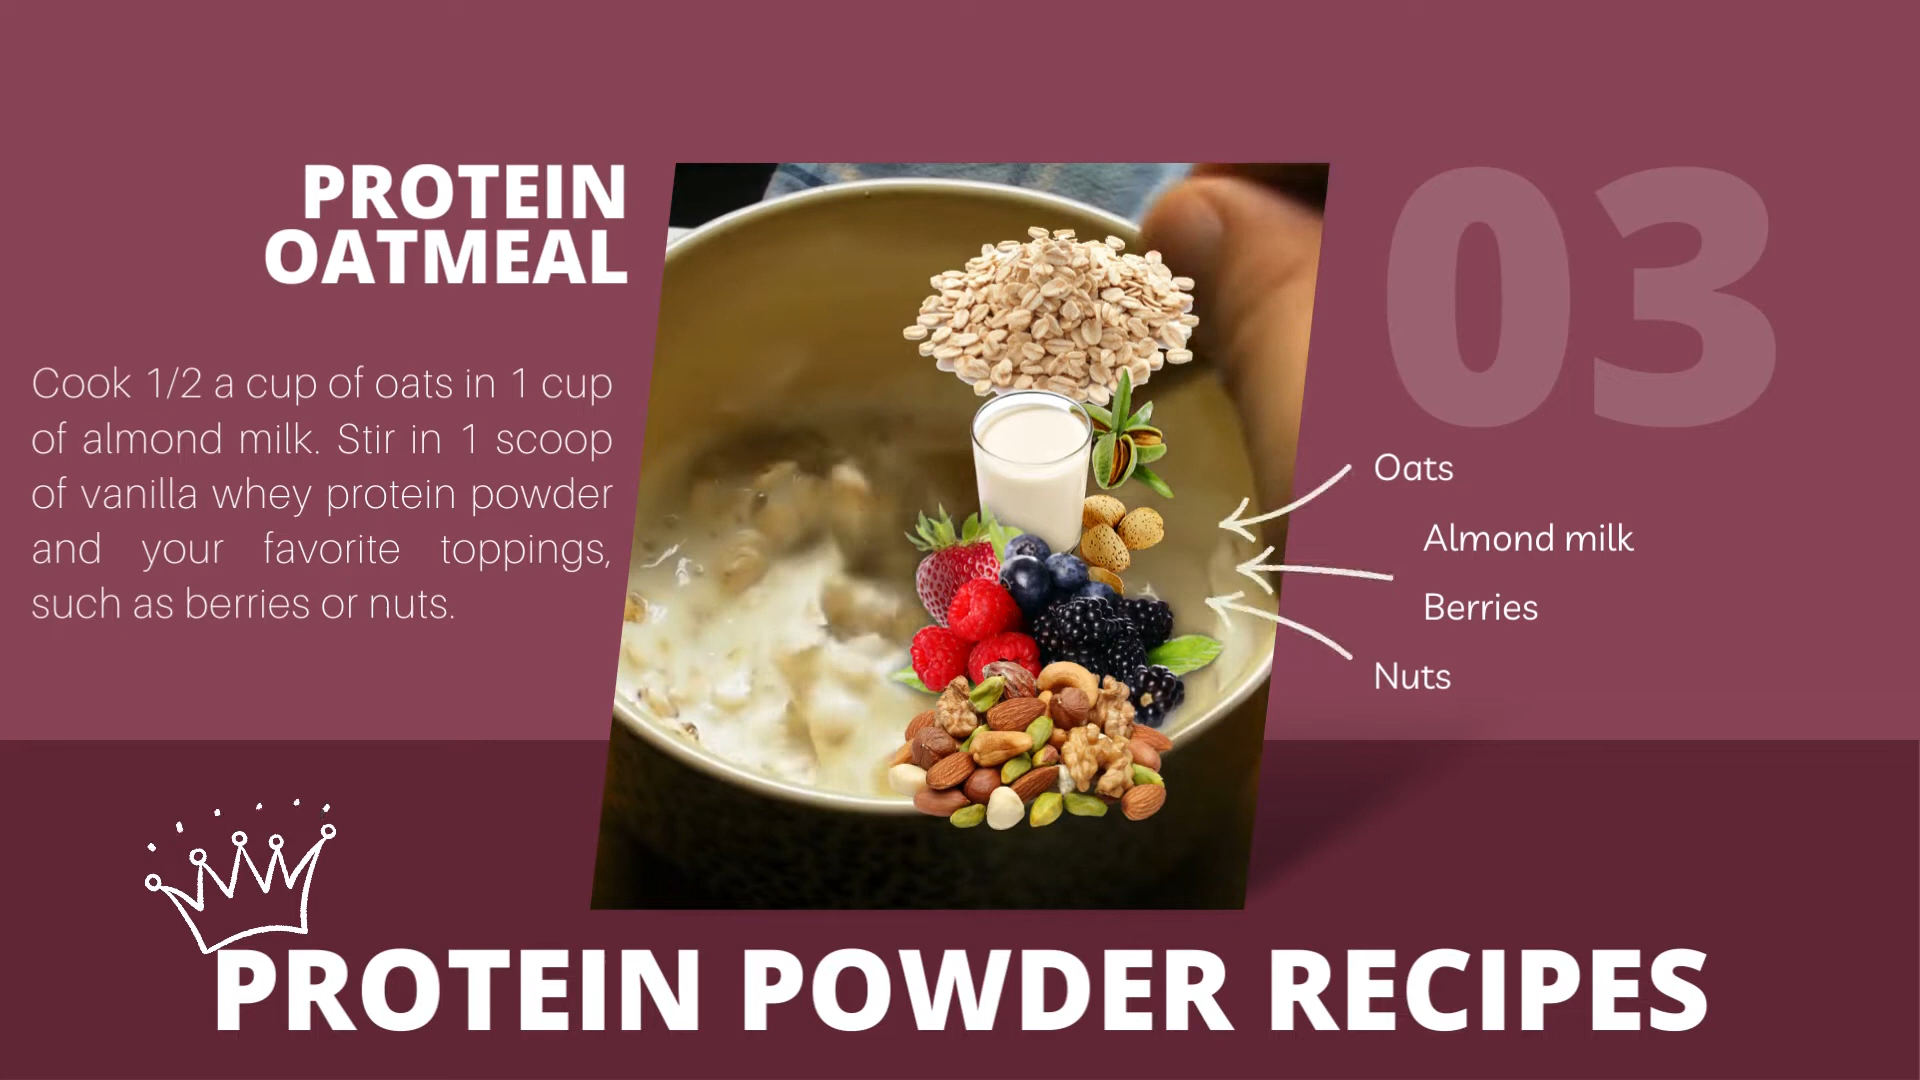 PROTEIN
OATMEAL
03
Cook 1/2 a cup of oats in 1 cup
of almond milk. Stir in 1 scoop
of vanilla whey protein powder
and your favorite toppings,
such as berries or nuts.
Oats
Almond milk
Berries
Nuts
PROTEIN POWDER RECIPES